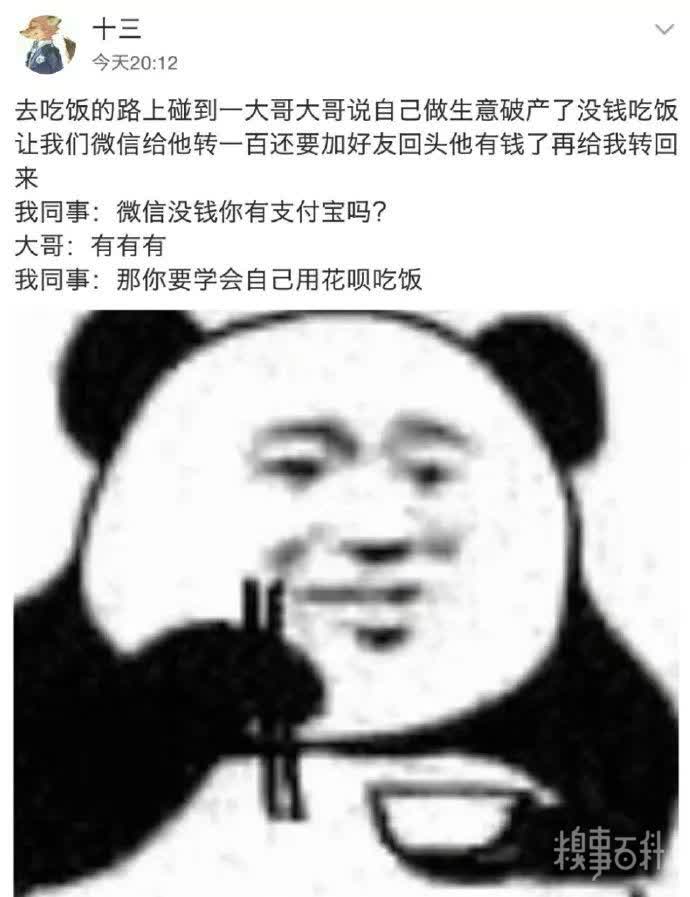 十三
今天20:12
去吃饭的路上碰到一大哥大哥说自己做生意破产了没钱吃饭
让我们微信给他转一百还要加好友回头他有钱了再给我转回
来
我同事：微信没钱你有支付宝吗？
大哥：有有有
我同事：那你要学会自己用花呗吃饭
糗事百科